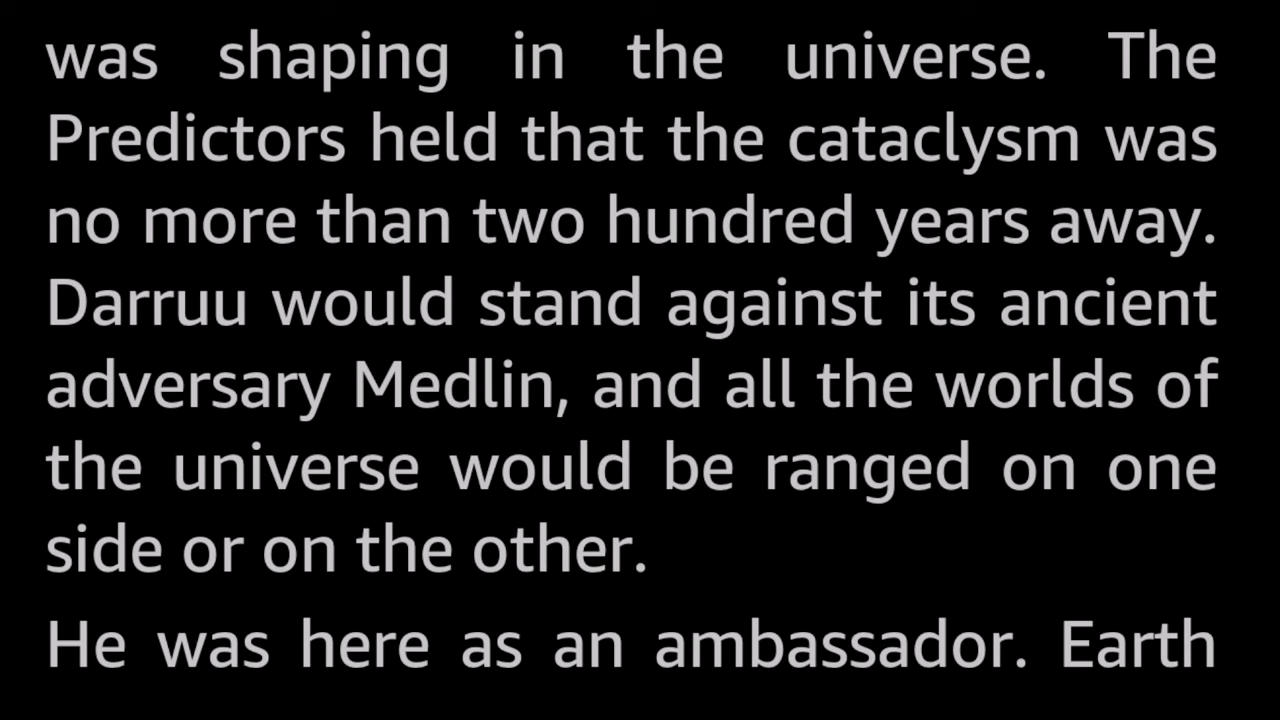 was shaping in the universe. The
Predictors held that the cataclysm was
no more than two hundred years away.
Darruu would stand against its ancient
adversary Medlin, and all the worlds of
the universe would be ranged on one
side or on the other.
He was here as an ambassador. Earth